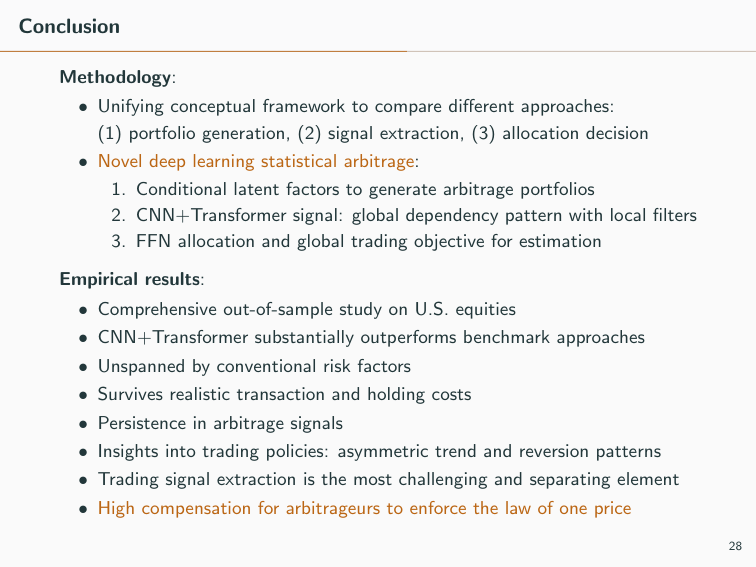 Conclusion
Methodology:
• Unifying conceptual framework to compare different approaches:
(1) portfolio generation, (2) signal extraction, (3) allocation decision
• Novel deep learning statistical arbitrage:
1. Conditional latent factors to generate arbitrage portfolios
2. CNN+Transformer signal: global dependency pattern with local filters
3. FFN allocation and global trading objective for estimation
Empirical results:
• Comprehensive out-of-sample study on U.S. equities
• CNN+Transformer substantially outperforms benchmark approaches
• Unspanned by conventional risk factors
• Survives realistic transaction and holding costs
• Persistence in arbitrage signals
• Insights into trading policies: asymmetric trend and reversion patterns
• Trading signal extraction is the most challenging and separating element
• High compensation for arbitrageurs to enforce the law of one price
28